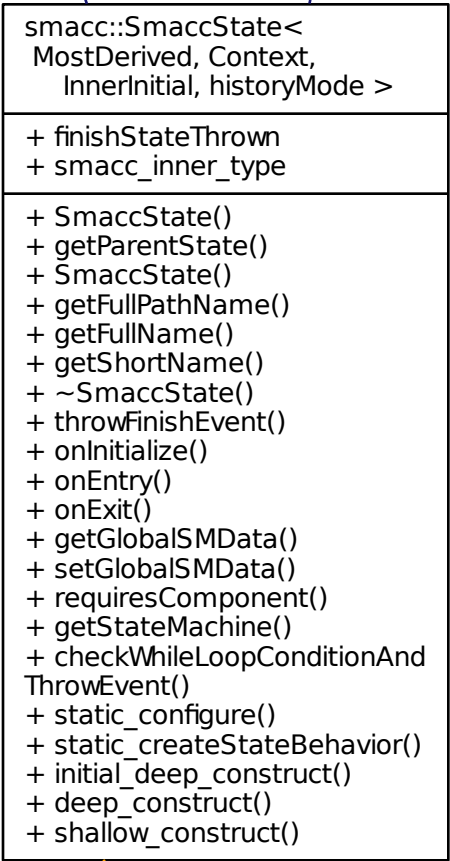 smacc::SmaccState<
MostDerived, Context,
InnerInitial, historyMode >
+ finishStateThrown
+ smacc_inner_type
+ SmaccState()
+ getParentState()
+ SmaccState()
+ getFullPathName()
+ getFullName()
+ getShortName()
+ ~SmaccState()
+ throwFinishEvent()
+ onInitialize()
+ onEntry()
+ onExit()
+ getGlobalSMData()
+ setGlobalSMData()
+ requiresComponent()
+ getStateMachine()
+ checkWhileLoopConditionAnd
ThrowEvent()
+ static_configure()
+ static_createStateBehavior()
+ initial_deep_construct()
+ deep_construct()
+ shallow_construct()